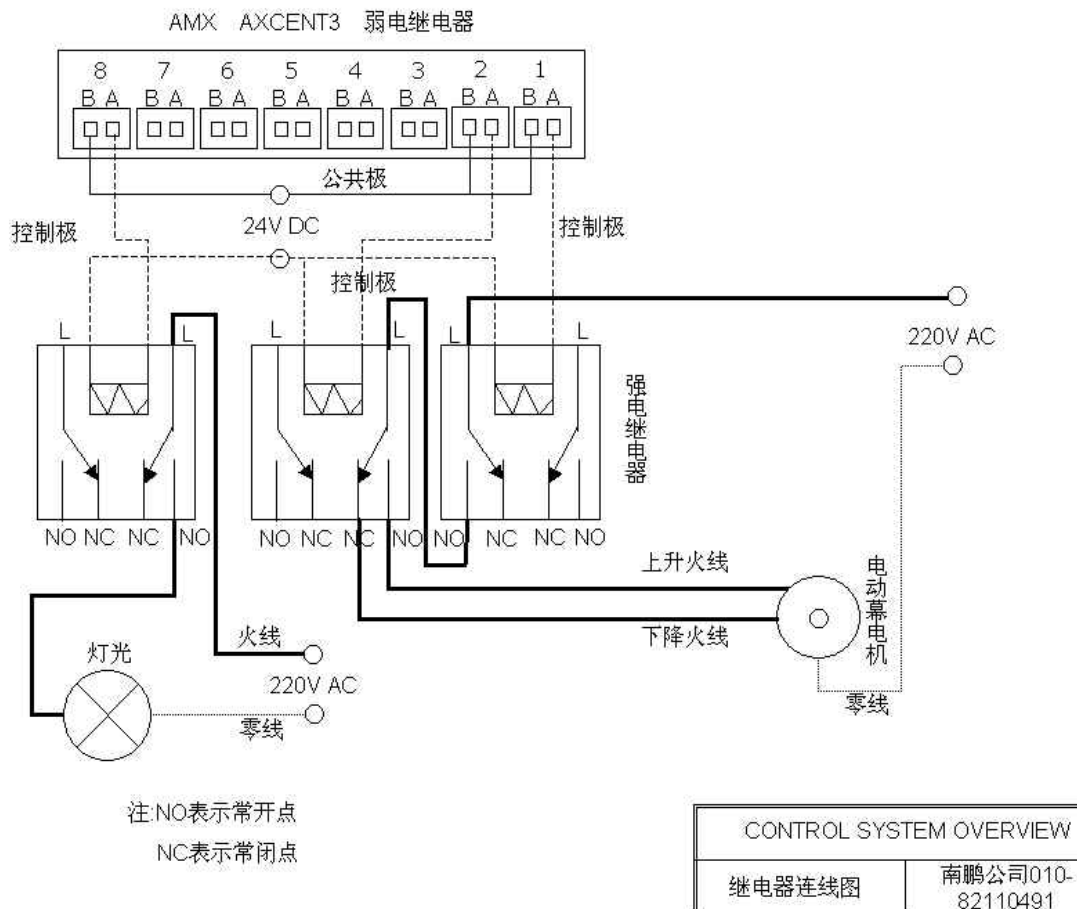 AMX AXCENT3 弱电继电器
8 7 6 5 4 3 2 1
B A B A B A B A B A B A B A B A
公共极
控制极
24V DC
控制极
控制极
L L L L L L
220V AC
强电继电器
NO NC NC NO NO NC NC NO NO NC NC NO
上升火线
下降火线
电动幕电机
火线
灯光
220V AC
零线
零线
注:NO表示常开点
NC表示常闭点
CONTROL SYSTEM OVERVIEW
继电器连线图
南鹏公司010-
82110491